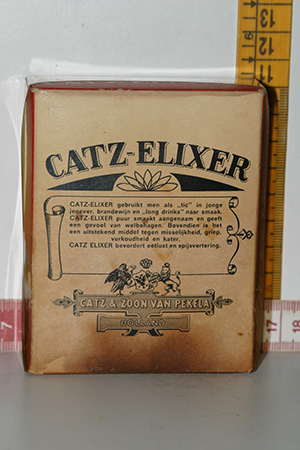 CATZ-ELIXER
CATZ-ELIXER gebruikt men als „tic" in jonge
jenever, brandewijn en „long drinks" naar smaak.
CATZ-ELIXER puur smaakt aangenaam en geeft
een gevoel van welbehagen. Bovendien is het
een uitstekend middel tegen misselijkheid, griep,
verkoudheid en kater.
CATZ ELIXER bevordert eetlust en spijsvertering.
CATZ & ZOON VAN PEKELA
HOLLAND
13
12
11
17
17
18